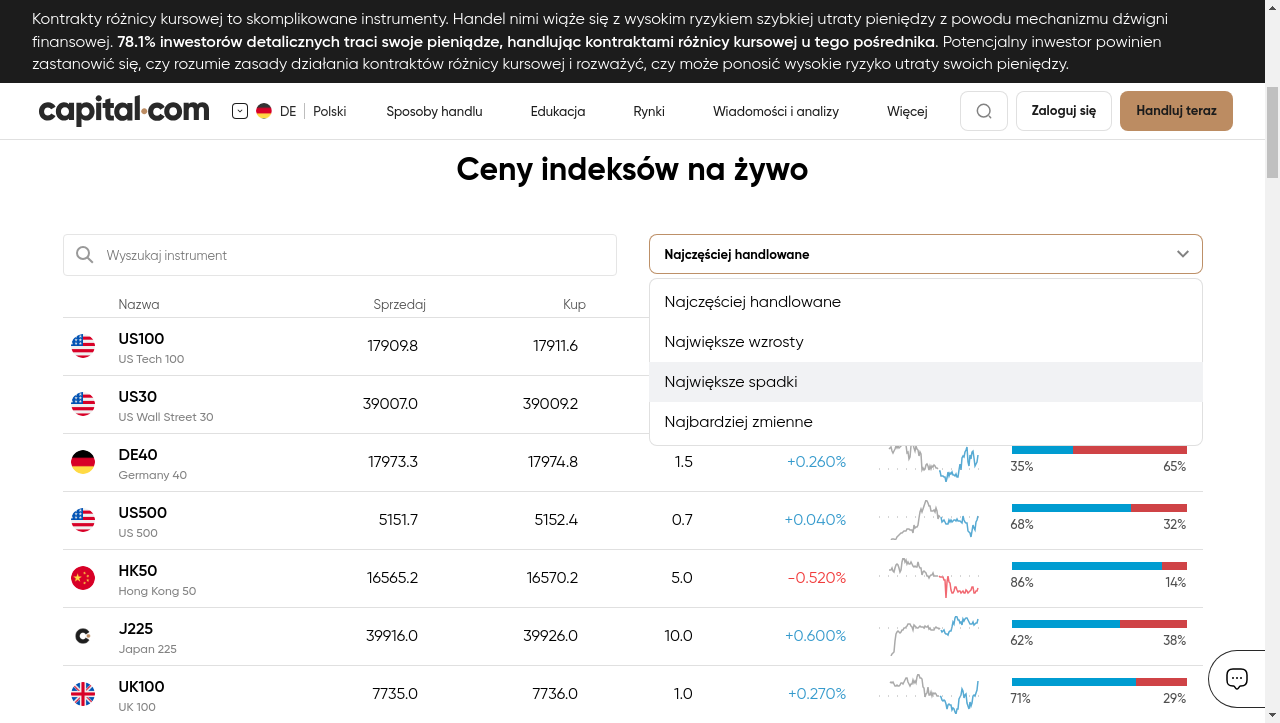 Kontrakty różnicy kursowej to skomplikowane instrumenty. Handel nimi wiąże się z wysokim ryzykiem szybkiej utraty pieniędzy z powodu mechanizmu dźwigni
finansowej. 78.1% inwestorów detalicznych traci swoje pieniądze, handlując kontraktami różnicy kursowej u tego pośrednika. Potencjalny inwestor powinien
zastanowić się, czy rozumie zasady działania kontraktów różnicy kursowej i rozważyć, czy może ponosić wysokie ryzyko utraty swoich pieniędzy.
capital.com DE Polski Sposoby handlu Edukacja Rynki Wiadomości i analizy Więcej Zaloguj się Handluj teraz
Ceny indeksów na żywo
Wyszukaj instrument
Najczęściej handlowane
Najczęściej handlowane
Największe wzrosty
Największe spadki
Najbardziej zmienne
Nazwa Sprzedaj Kup
US100 17909.8 17911.6
US Tech 100
US30 39007.0 39009.2
US Wall Street 30
DE40 17973.3 17974.8 1.5 +0.260% 35% 65%
Germany 40
US500 5151.7 5152.4 0.7 +0.040% 68% 32%
US 500
HK50 16565.2 16570.2 5.0 -0.520% 86% 14%
Hong Kong 50
J225 39916.0 39926.0 10.0 +0.600% 62% 38%
Japan 225
UK100 7735.0 7736.0 1.0 +0.270% 71% 29%
UK 100